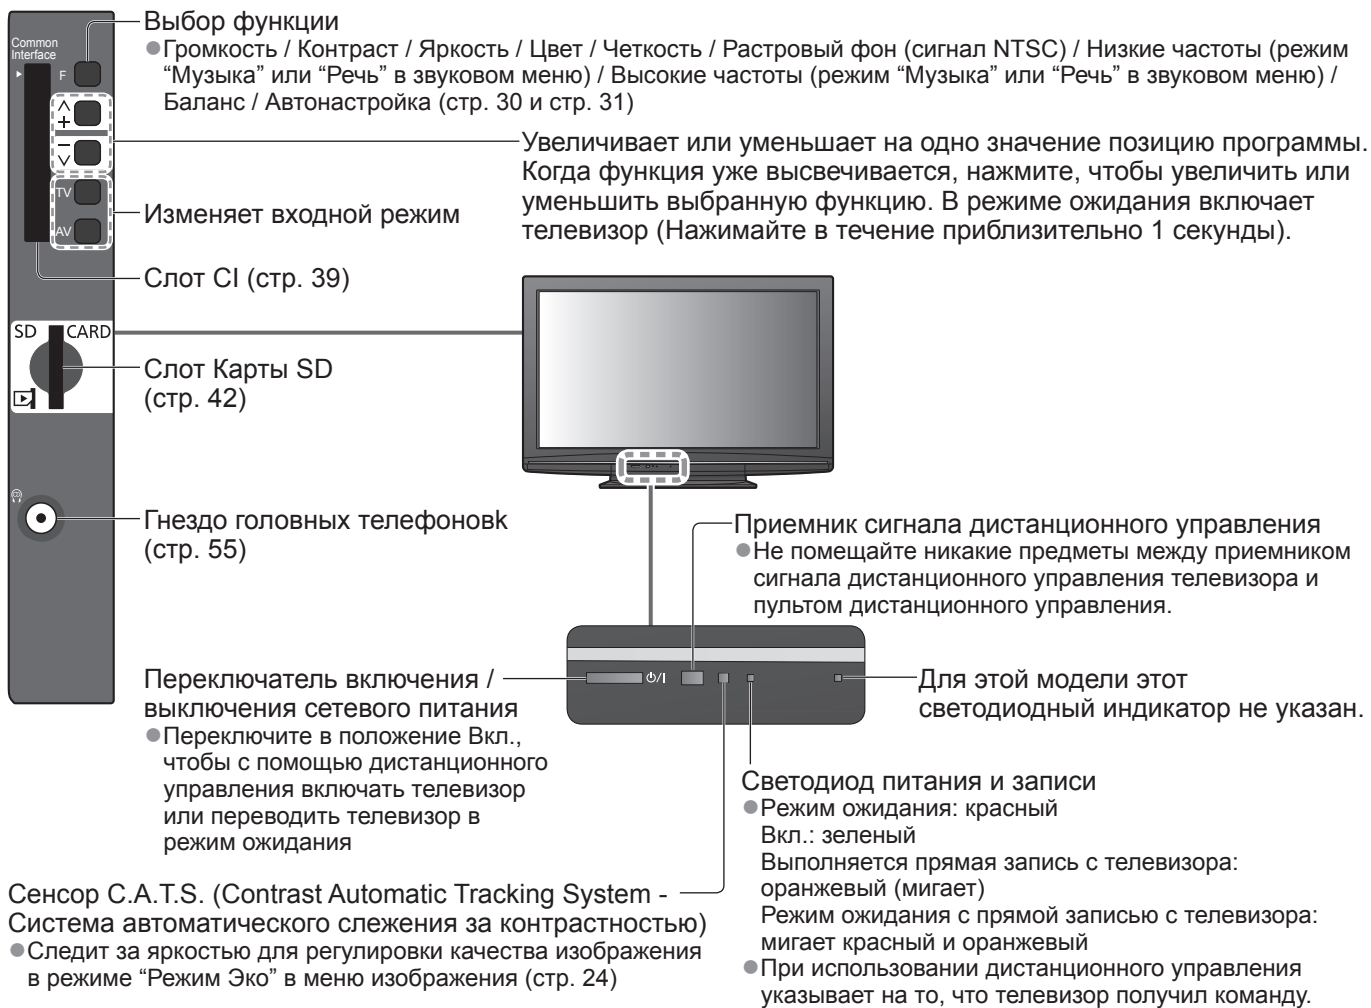 Выбор функции
●Громкость / Контраст / Яркость / Цвет / Четкость / Растровый фон (сигнал NTSC) / Низкие частоты (режим
“Музыка” или “Речь” в звуковом меню) / Высокие частоты (режим “Музыка” или “Речь” в звуковом меню) /
Баланс / Автонастройка (стр. 30 и стр. 31)
Common
Interface
F
+
−
TV
AV
Увеличивает или уменьшает на одно значение позицию программы.
Когда функция уже высвечивается, нажмите, чтобы увеличить или
уменьшить выбранную функцию. В режиме ожидания включает
телевизор (Нажимайте в течение приблизительно 1 секунды).
Изменяет входной режим
Слот CI (стр. 39)
SD CARD
Слот Карты SD
(стр. 42)
Гнездо головных телефоновk
(стр. 55)
Приемник сигнала дистанционного управления
●Не помещайте никакие предметы между приемником
сигнала дистанционного управления телевизора и
пультом дистанционного управления.
⏻/I
Переключатель включения /
выключения сетевого питания
●Переключите в положение Вкл.,
чтобы с помощью дистанционного
управления включать телевизор
или переводить телевизор в
режим ожидания
Для этой модели этот
светодиодный индикатор не указан.
Светодиод питания и записи
●Режим ожидания: красный
Вкл.: зеленый
Выполняется прямая запись с телевизора:
оранжевый (мигает)
Режим ожидания с прямой записью с телевизора:
мигает красный и оранжевый
●При использовании дистанционного управления
указывает на то, что телевизор получил команду.
Сенсор C.A.T.S. (Contrast Automatic Tracking System -
Система автоматического слежения за контрастностью)
●Следит за яркостью для регулировки качества изображения
в режиме “Режим Эко” в меню изображения (стр. 24)